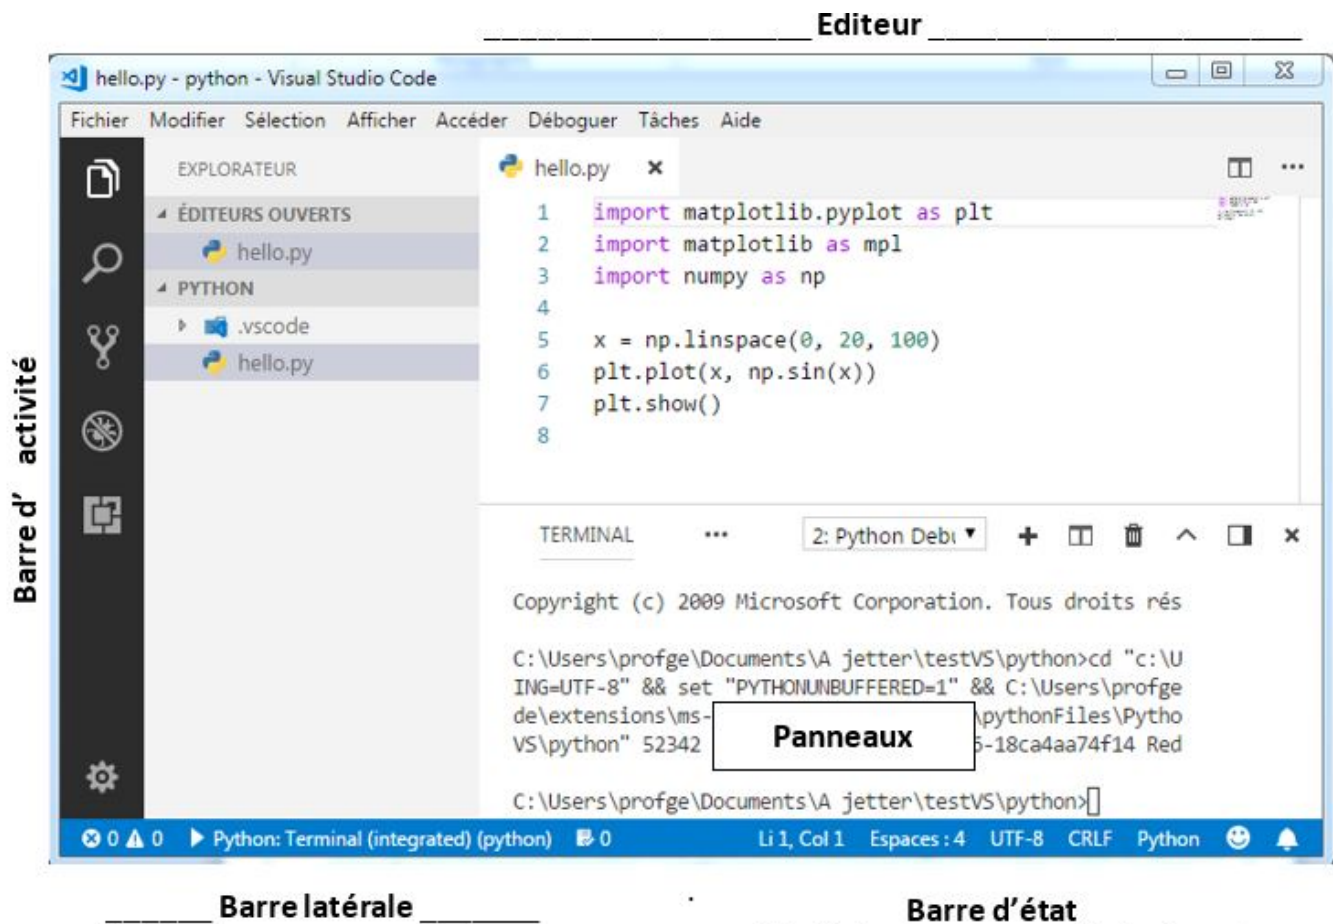 Editeur
hello.py - python - Visual Studio Code
Fichier Modifier Sélection Afficher Accéder Déboguer Tâches Aide
EXPLORATEUR
ÉDITEURS OUVERTS
hello.py
PYTHON
.vscode
hello.py
hello.py
1 import matplotlib.pyplot as plt
2 import matplotlib as mpl
3 import numpy as np
4
5 x = np.linspace(0, 20, 100)
6 plt.plot(x, np.sin(x))
7 plt.show()
8
TERMINAL ... 2: Python Debu
Copyright (c) 2009 Microsoft Corporation. Tous droits rés
C:\Users\profge\Documents\A jetter\testVS\python>cd "c:\U
ING=UTF-8" && set "PYTHONUNBUFFERED=1" && C:\Users\profge
de\extensions\ms- \pythonFiles\Pytho
VS\python" 52342 -18ca4aa74f14 Red
Panneaux
C:\Users\profge\Documents\A jetter\testVS\python>
0 0 Python: Terminal (integrated) (python) 0 Li 1, Col 1 Espaces : 4 UTF-8 CRLF Python
Barre d' activité
Barre latérale
Barre d'état